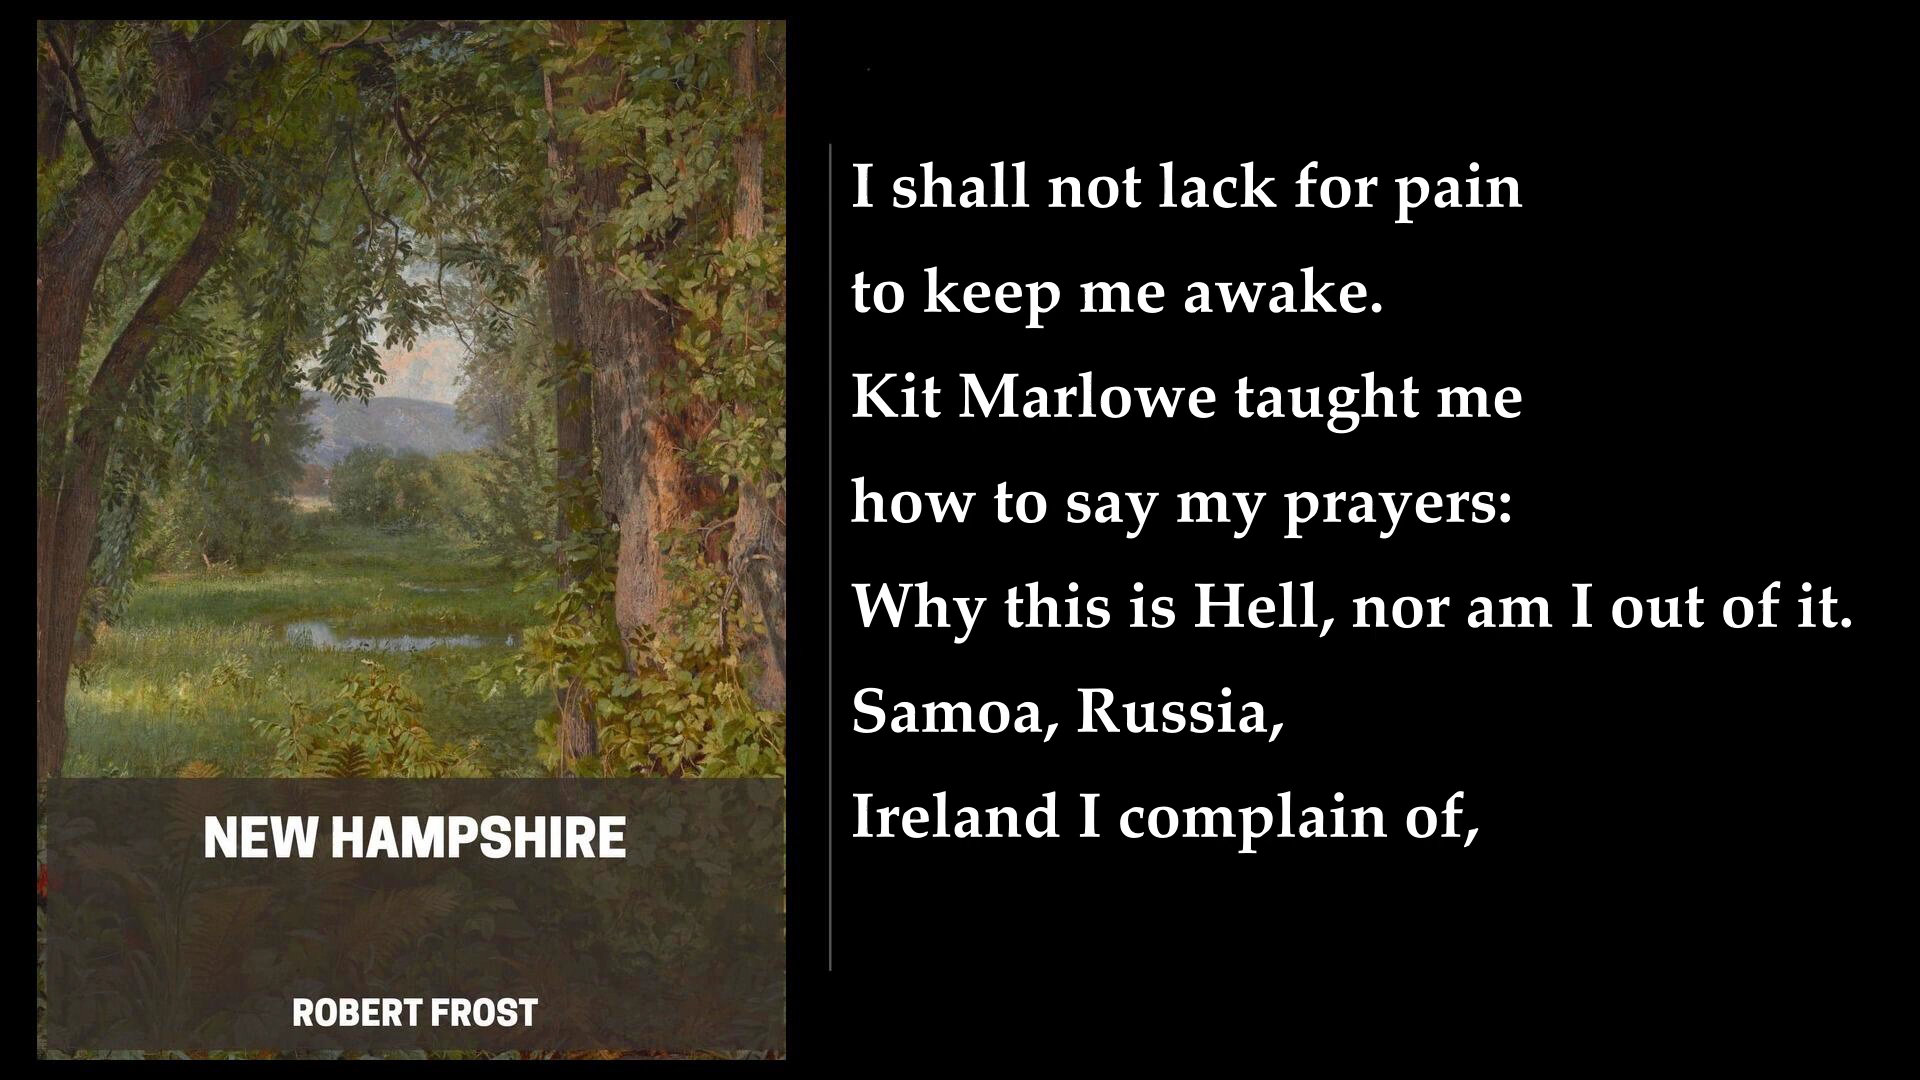 NEW HAMPSHIRE
ROBERT FROST
I shall not lack for pain
to keep me awake.
Kit Marlowe taught me
how to say my prayers:
Why this is Hell, nor am I out of it.
Samoa, Russia,
Ireland I complain of,